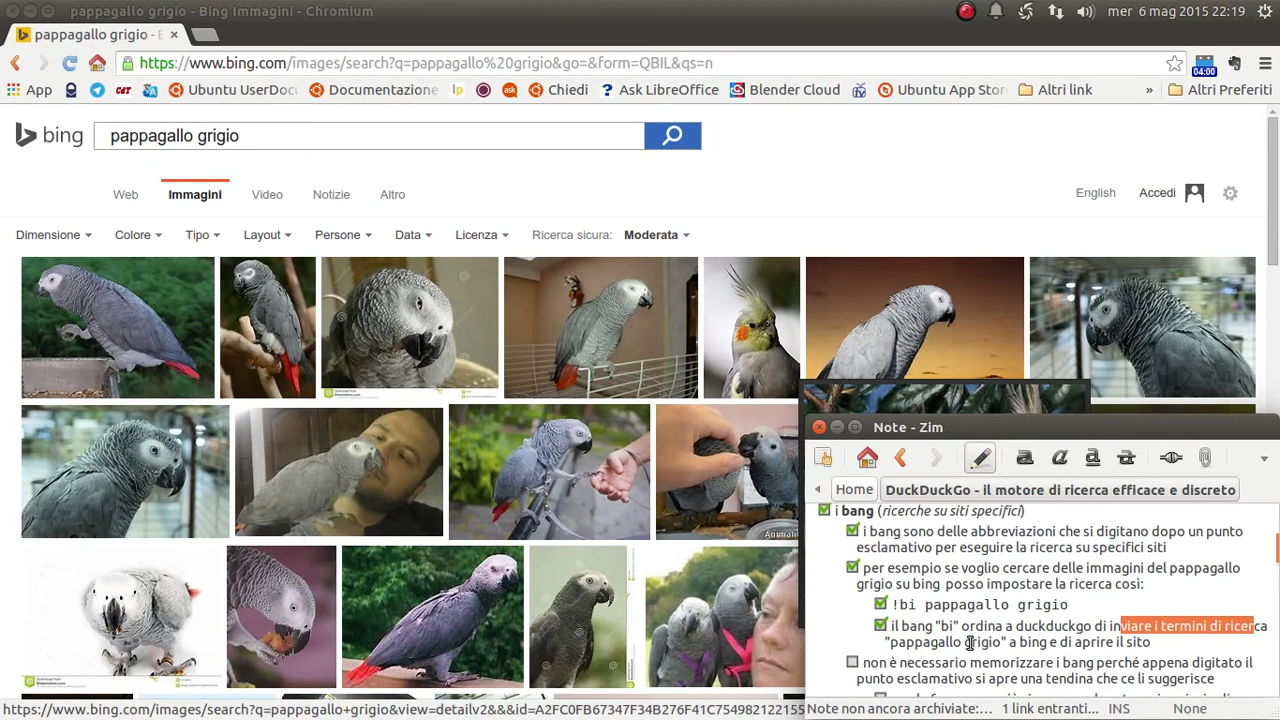 pappagallo grigio - Bing Immagini - Chromium
mer 6 mag 2015 22:19
pappagallo grigio - E
https://www.bing.com/images/search?q=pappagallo%20grigio&go=&form=QBIL&qs=n
04:00
App
Ubuntu UserDocu
Documentazione
lp
ask
Chiedi
Ask LibreOffice
Blender Cloud
Ubuntu App Stor
Altri link
»
Altri Preferiti
bing
pappagallo grigio
Web
Immagini
Video
Notizie
Altro
English
Accedi
Dimensione
Colore
Tipo
Layout
Persone
Data
Licenza
Ricerca sicura:
Moderata
Note - Zim
Home
DuckDuckGo - il motore di ricerca efficace e discreto
i bang (ricerche su siti specifici)
i bang sono delle abbreviazioni che si digitano dopo un punto
esclamativo per eseguire la ricerca su specifici siti
per esempio se voglio cercare delle immagini del pappagallo
grigio su bing posso impostare la ricerca così:
!bi pappagallo grigio
il bang "bi" ordina a duckduckgo di inviare i termini di ricerca
"pappagallo grigio" a bing e di aprire il sito
non è necessario memorizzare i bang perché appena digitato il
punto esclamativo si apre una tendina che ce li suggerisce
https://www.bing.com/images/search?q=pappagallo+grigio&view=detailv2&&&id=A2FC0FB67347F34B276E41C754982122155
Note non ancora archiviate:...
1 link entranti...
INS
None